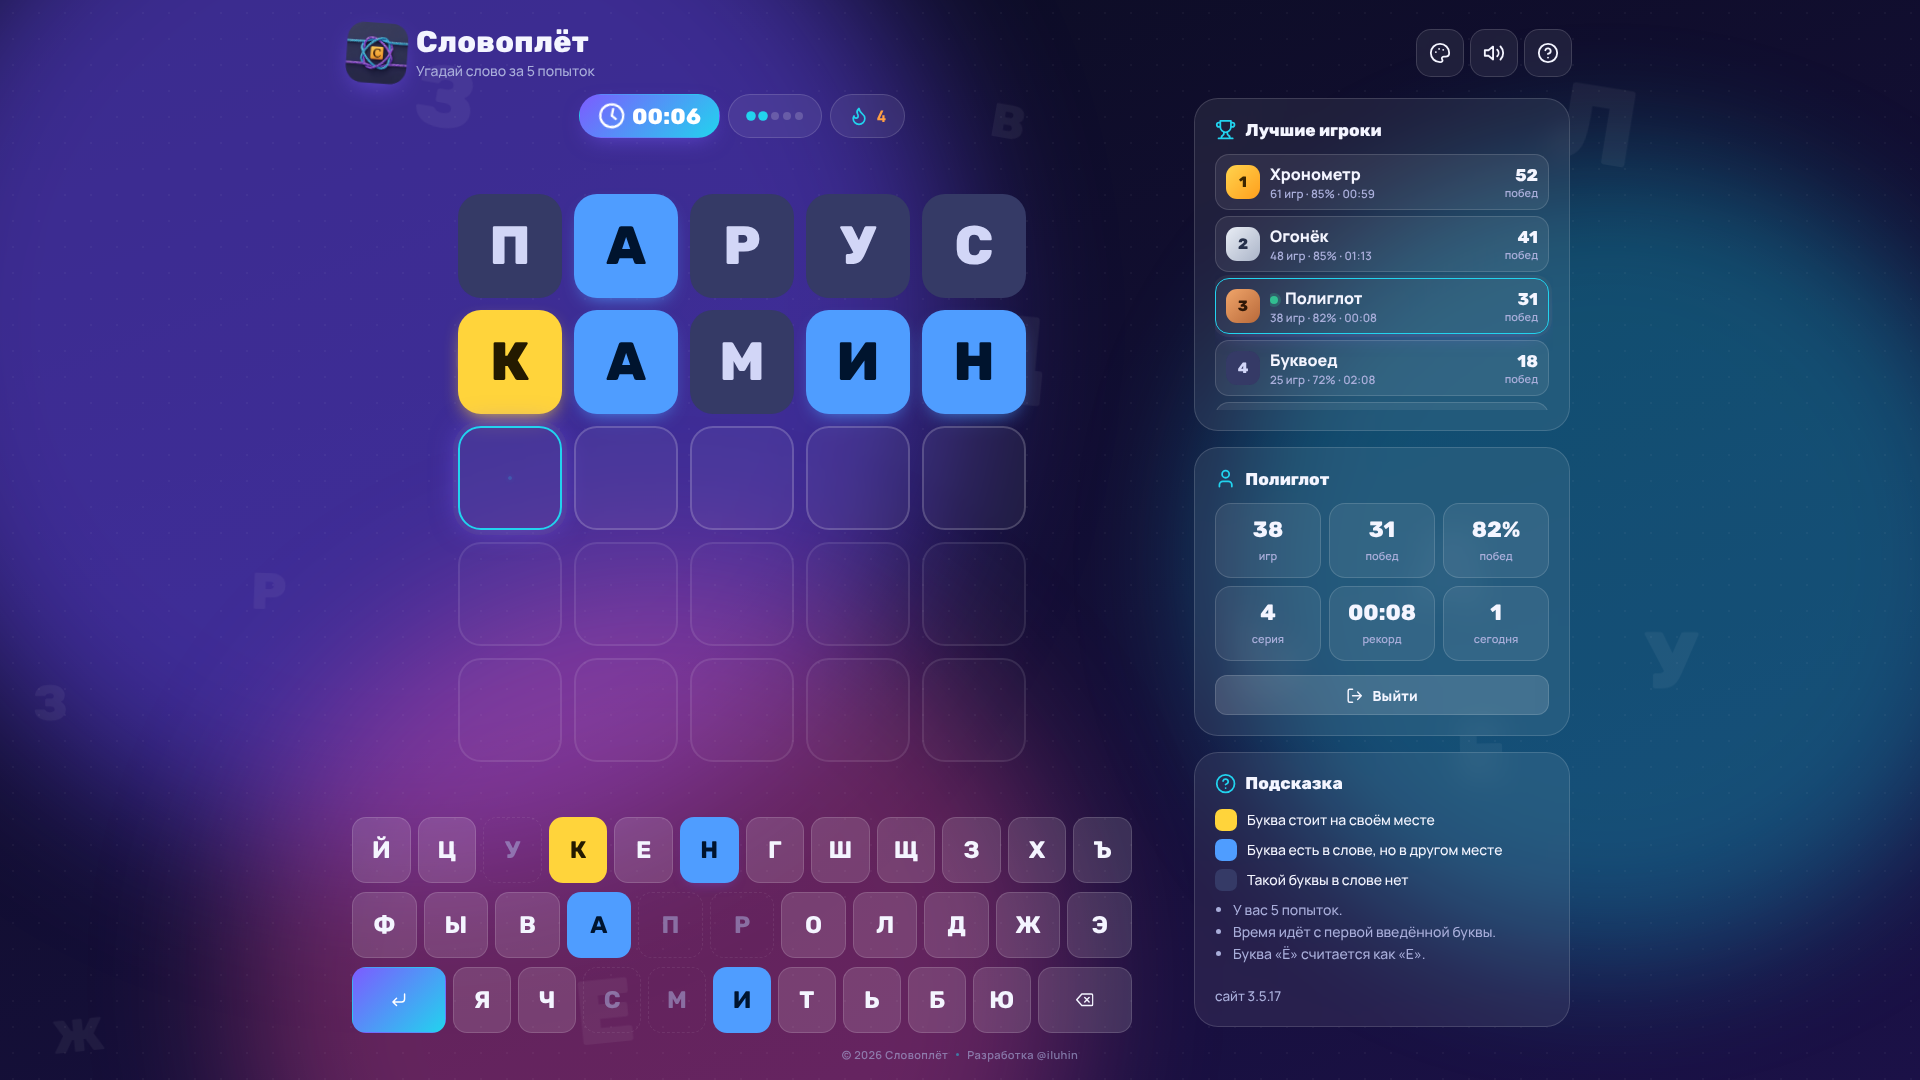 Словоплёт
Угадай слово за 5 попыток
00:06
4
П А Р У С
К А М И Н
Й Ц У К Е Н Г Ш Щ З Х Ъ
Ф Ы В А П Р О Л Д Ж Э
Я Ч С М И Т Ь Б Ю
Лучшие игроки
1 Хронометр 52
61 игр · 85% · 00:59 побед
2 Огонёк 41
48 игр · 85% · 01:13 побед
3 Полиглот 31
38 игр · 82% · 00:08 побед
4 Буквоед 18
25 игр · 72% · 02:08 побед
Полиглот
38 31 82%
игр побед побед
4 00:08 1
серия рекорд сегодня
Выйти
Подсказка
Буква стоит на своём месте
Буква есть в слове, но в другом месте
Такой буквы в слове нет
• У вас 5 попыток.
• Время идёт с первой введённой буквы.
• Буква «Ё» считается как «Е».
сайт 3.5.17
© 2026 Словоплёт • Разработка @iluhin